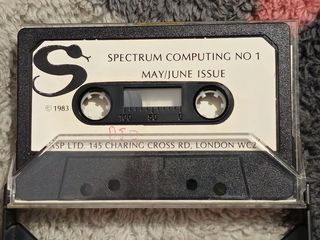 SPECTRUM COMPUTING NO 1
MAY/JUNE ISSUE
© 1983
100 50 0
ASP LTD. 145 CHARING CROSS RD, LONDON WC2